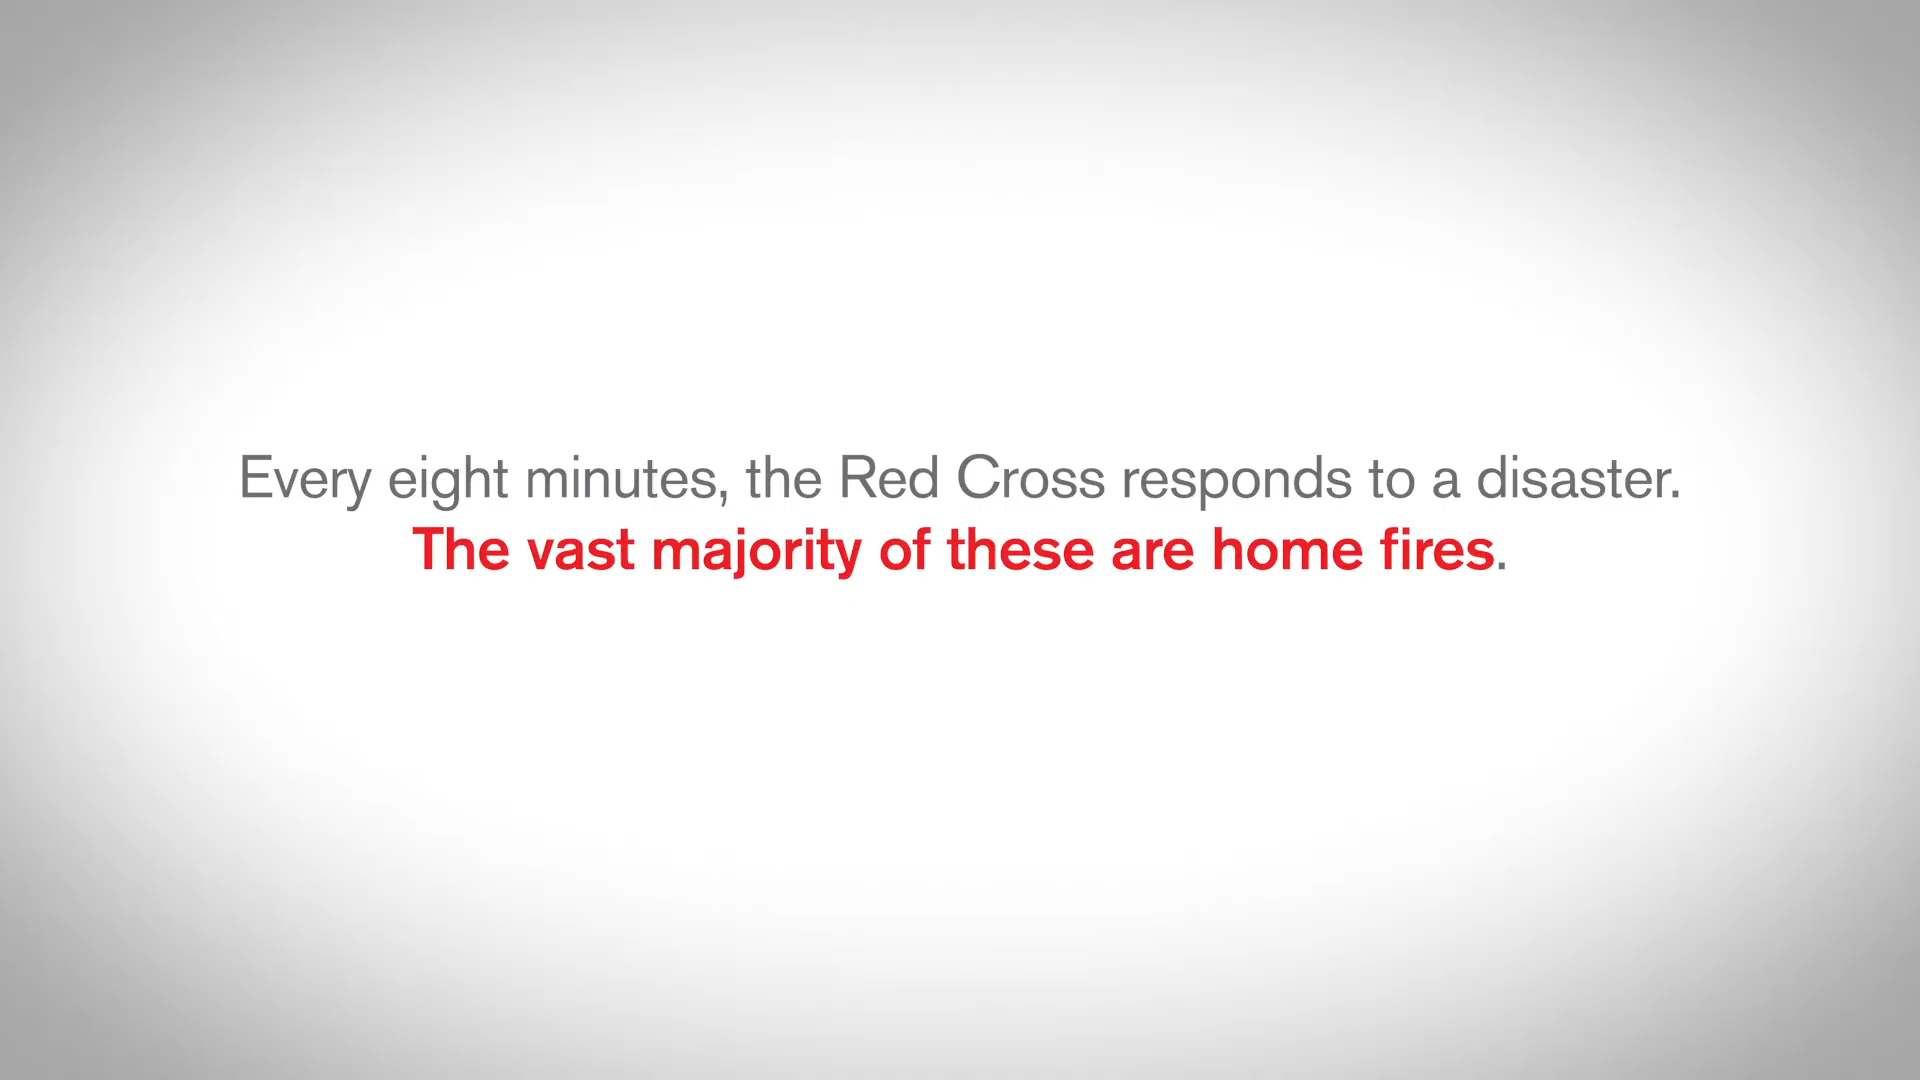 Every eight minutes, the Red Cross responds to a disaster.
The vast majority of these are home fires.